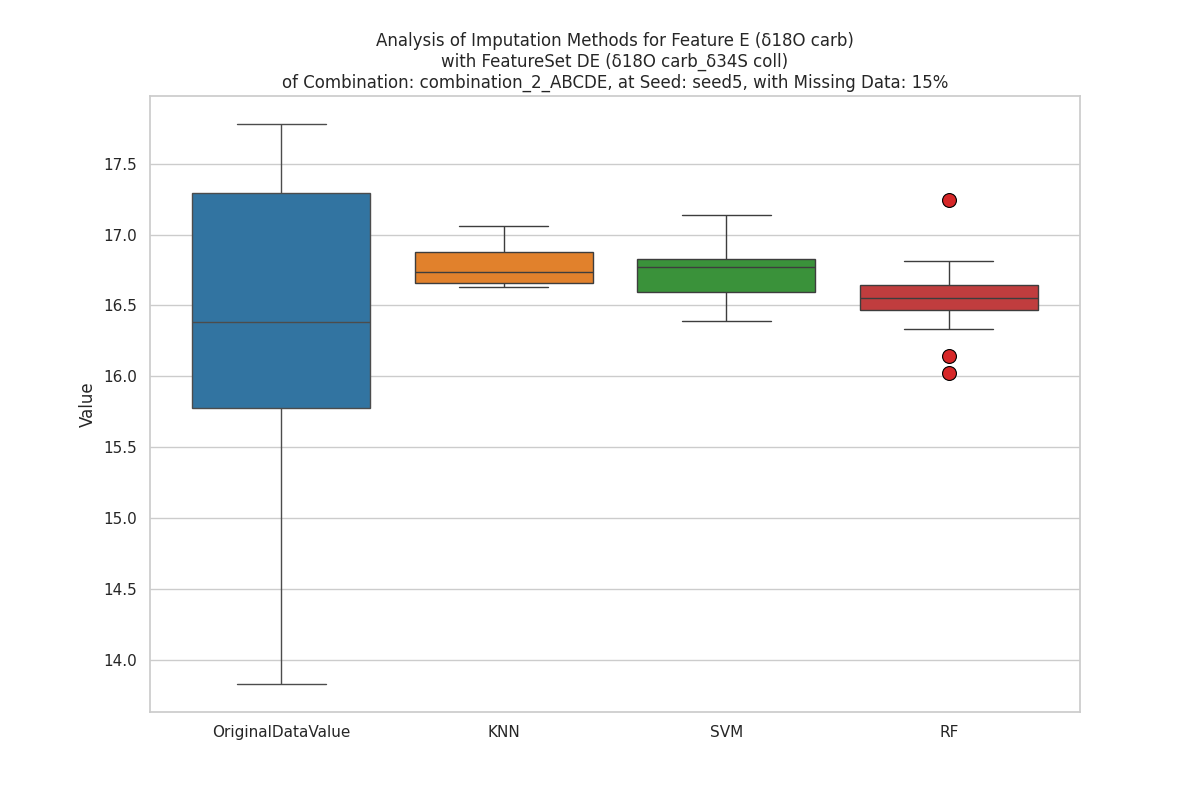 Analysis of Imputation Methods for Feature E (δ18O carb)
with FeatureSet DE (δ18O carb_δ34S coll)
of Combination: combination_2_ABCDE, at Seed: seed5, with Missing Data: 15%
17.5
17.0
16.5
16.0
15.5
15.0
14.5
14.0
Value
OriginalDataValue
KNN
SVM
RF